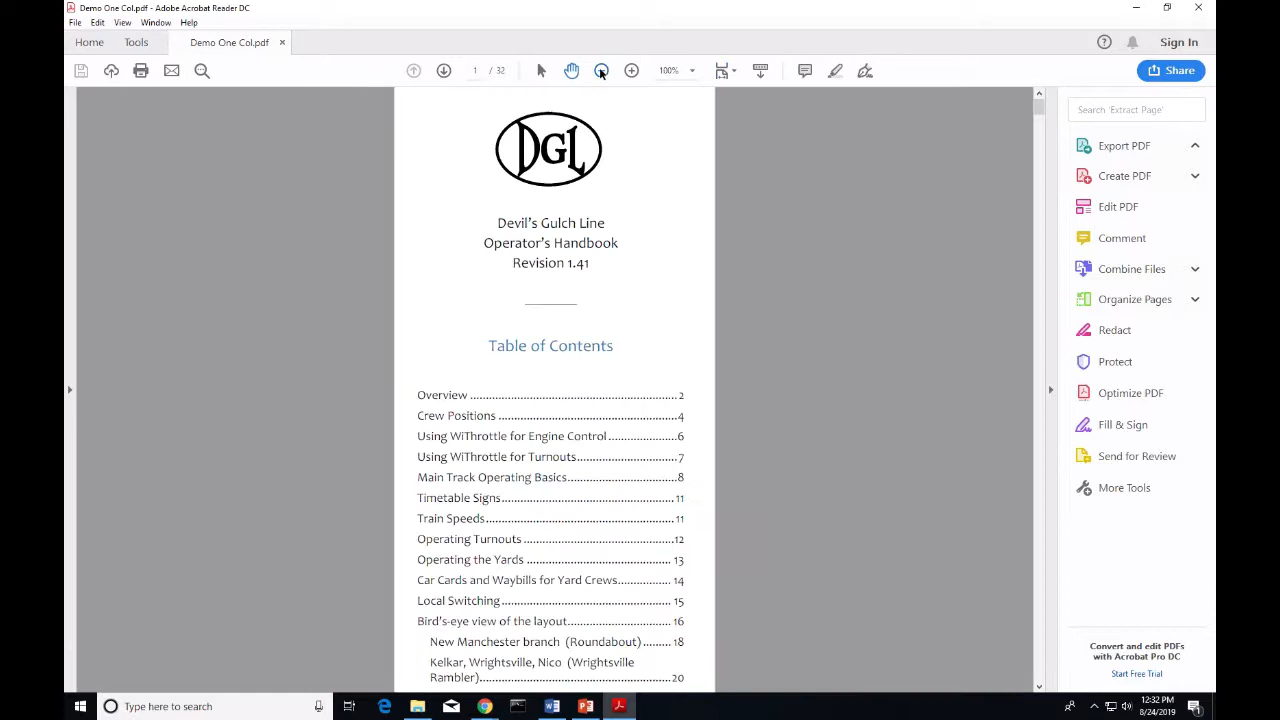 Demo One Col.pdf - Adobe Acrobat Reader DC
File Edit View Window Help
Home Tools Demo One Col.pdf × Sign In
1 / 32 100% Share
DGL
Devil's Gulch Line
Operator's Handbook
Revision 1.41
Table of Contents
Overview ............................................................ 2
Crew Positions .................................................... 4
Using WiThrottle for Engine Control .................... 6
Using WiThrottle for Turnouts ............................. 7
Main Track Operating Basics ............................... 8
Timetable Signs .................................................. 11
Train Speeds ...................................................... 11
Operating Turnouts ............................................ 12
Operating the Yards ........................................... 13
Car Cards and Waybills for Yard Crews ................ 14
Local Switching .................................................. 15
Bird's-eye view of the layout ............................... 16
New Manchester branch (Roundabout) ......... 18
Kelkar, Wrightsville, Nico (Wrightsville
Rambler) ...................................................... 20
Search 'Extract Page'
Export PDF
Create PDF
Edit PDF
Comment
Combine Files
Organize Pages
Redact
Protect
Optimize PDF
Fill & Sign
Send for Review
More Tools
Convert and edit PDFs
with Acrobat Pro DC
Start Free Trial
Type here to search
12:32 PM
8/24/2019